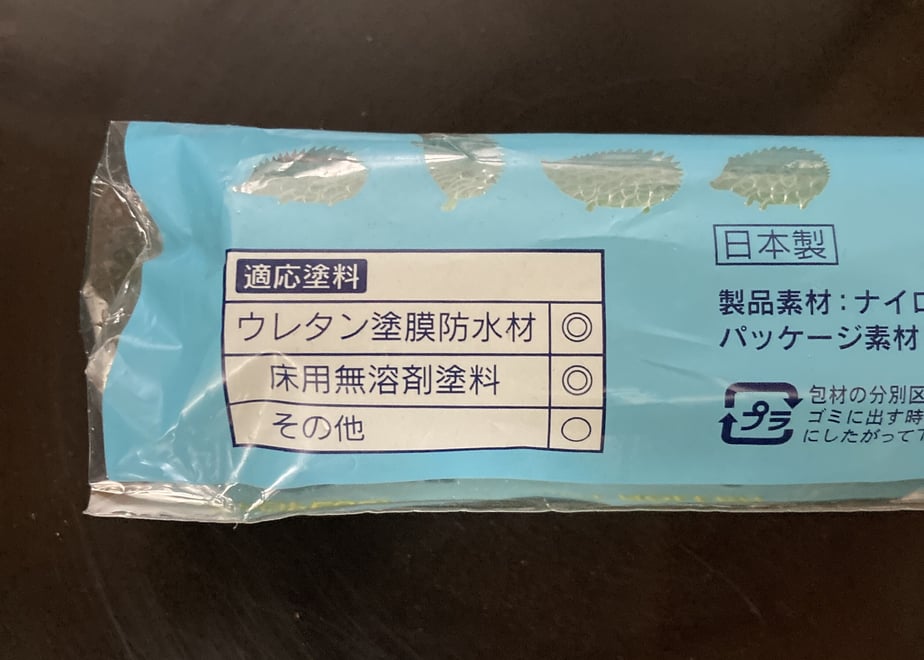 適応塗料
ウレタン塗膜防水材 ◎
床用無溶剤塗料 ◎
その他 ○
日本製
製品素材:ナイロ
パッケージ素材
プラ
包材の分別区
ゴミに出す時
にしたがって下